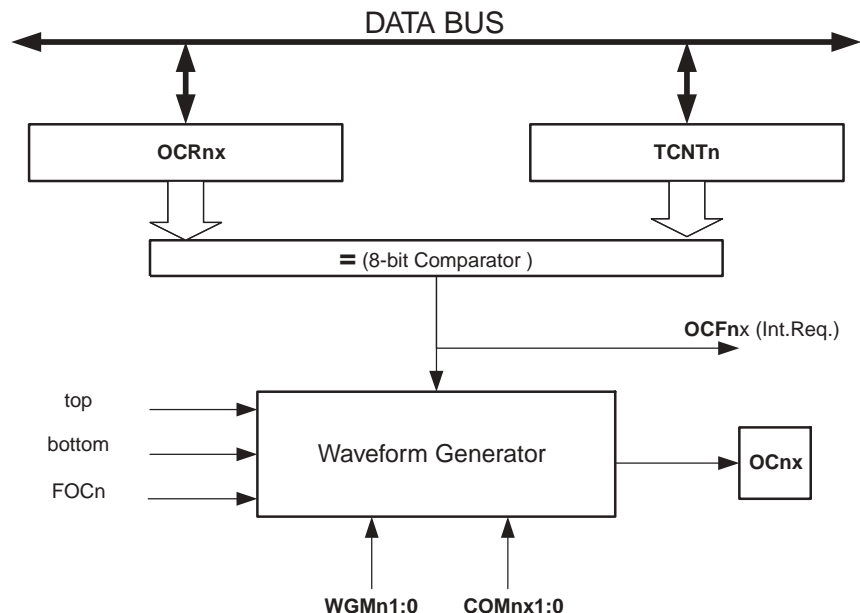 DATA BUS
OCRnx
TCNTn
= (8-bit Comparator )
OCFnx (Int.Req.)
top
bottom
FOCn
Waveform Generator
OCnx
WGMn1:0
COMnx1:0